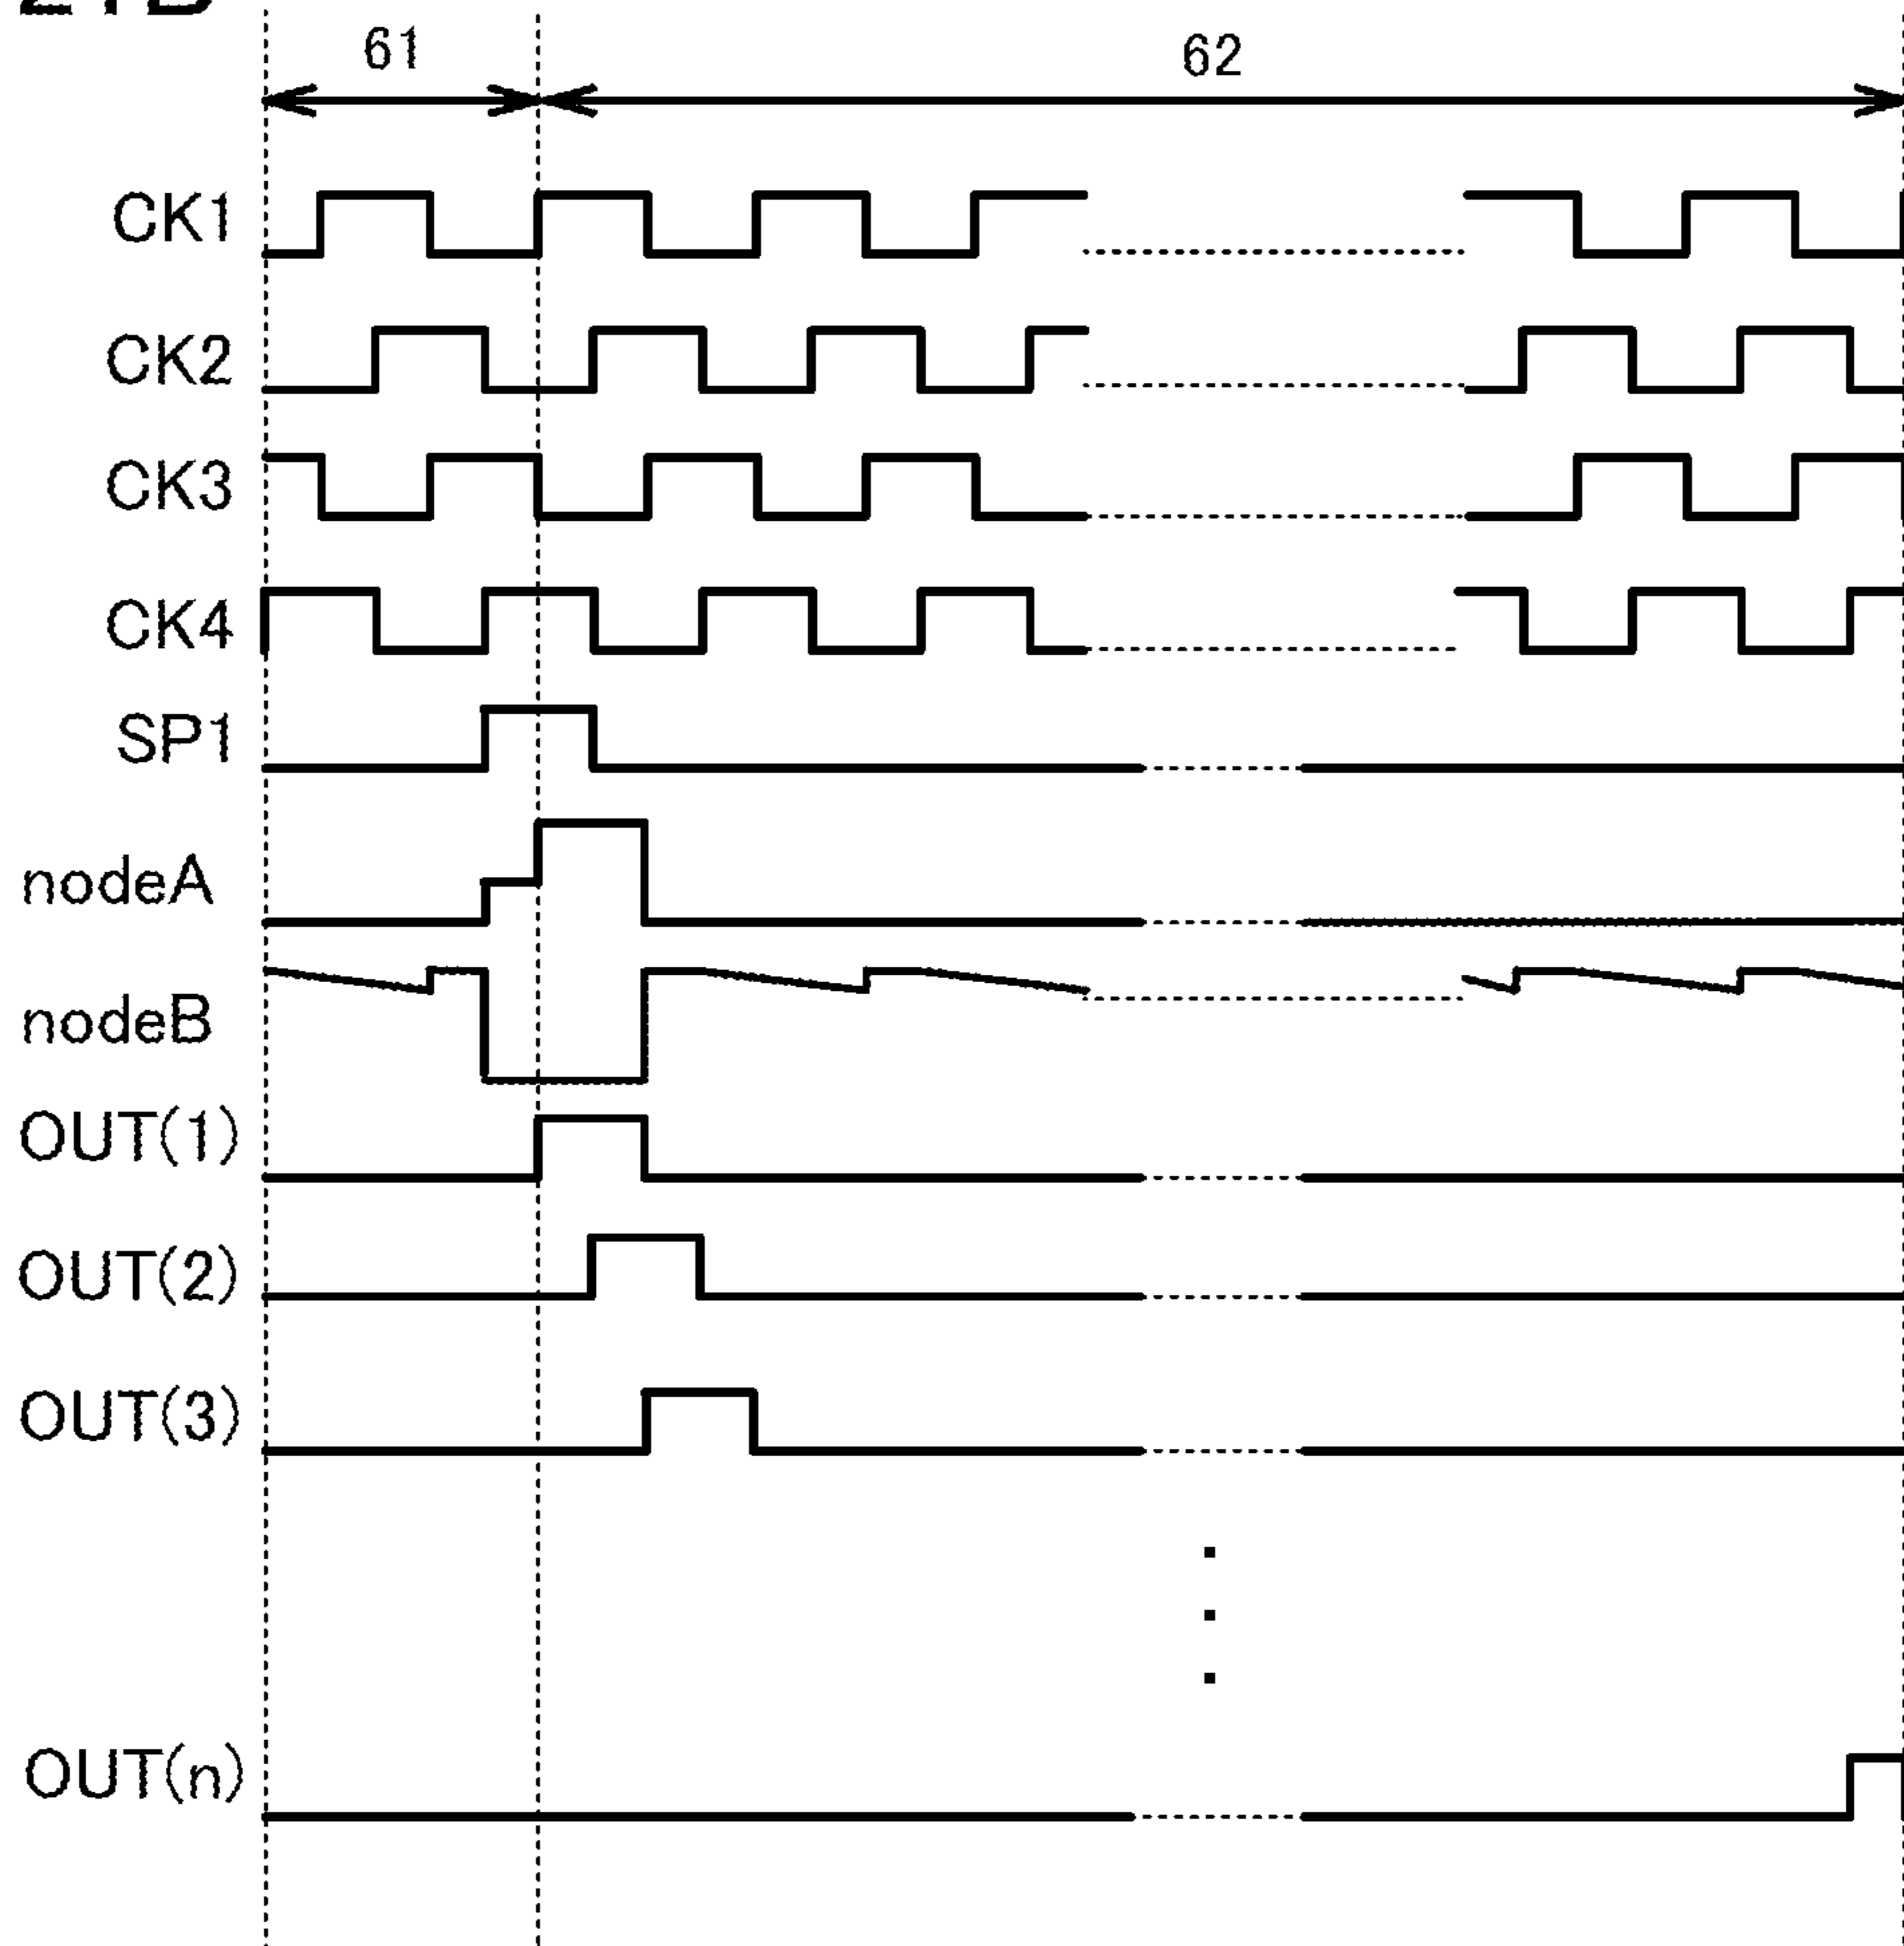 61 62
CK1
CK2
CK3
CK4
SP1
nodeA
nodeB
OUT(1)
OUT(2)
OUT(3)
OUT(n)